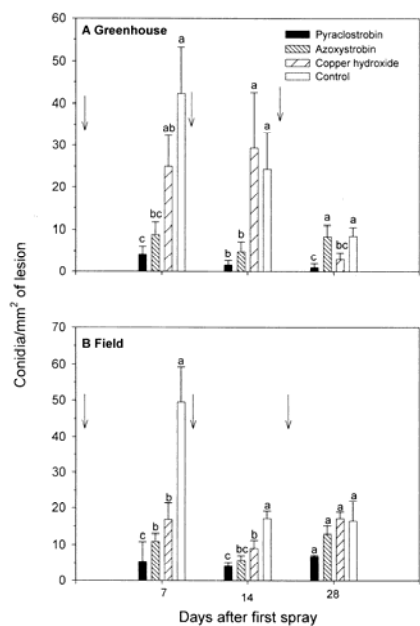 A Greenhouse
Pyraclostrobin
Azoxystrobin
Copper hydroxide
Control
60
50
40
30
20
10
0
c
bc
ab
a
b
b
a
a
c
a
bc
a
Conidia/mm² of lesion
B Field
70
60
50
40
30
20
10
0
c
b
b
a
c
bc
b
a
a
a
a
a
7
14
28
Days after first spray